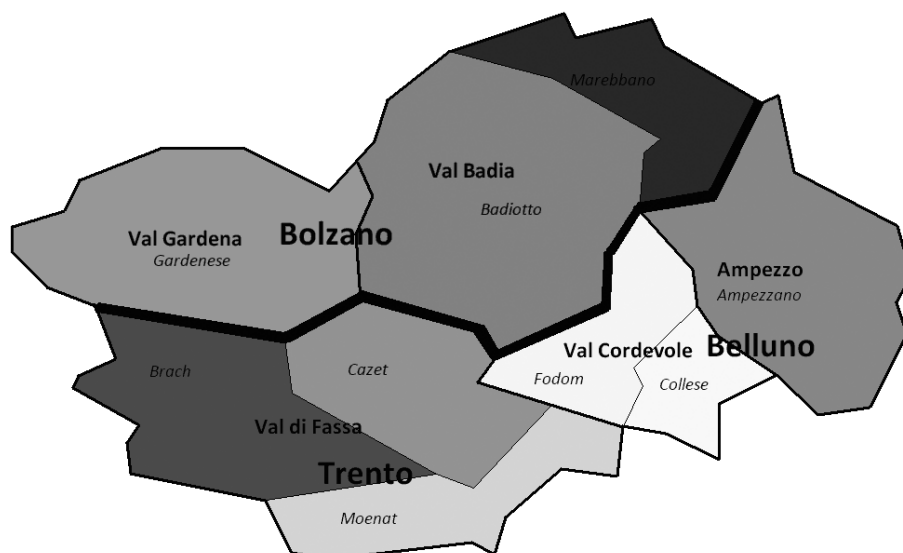 Marebbano
Val Badia
Badiotto
Val Gardena
Bolzano
Gardenese
Ampezzo
Ampezzano
Val Cordevole
Belluno
Fodom
Collese
Brach
Cazet
Val di Fassa
Trento
Moenat